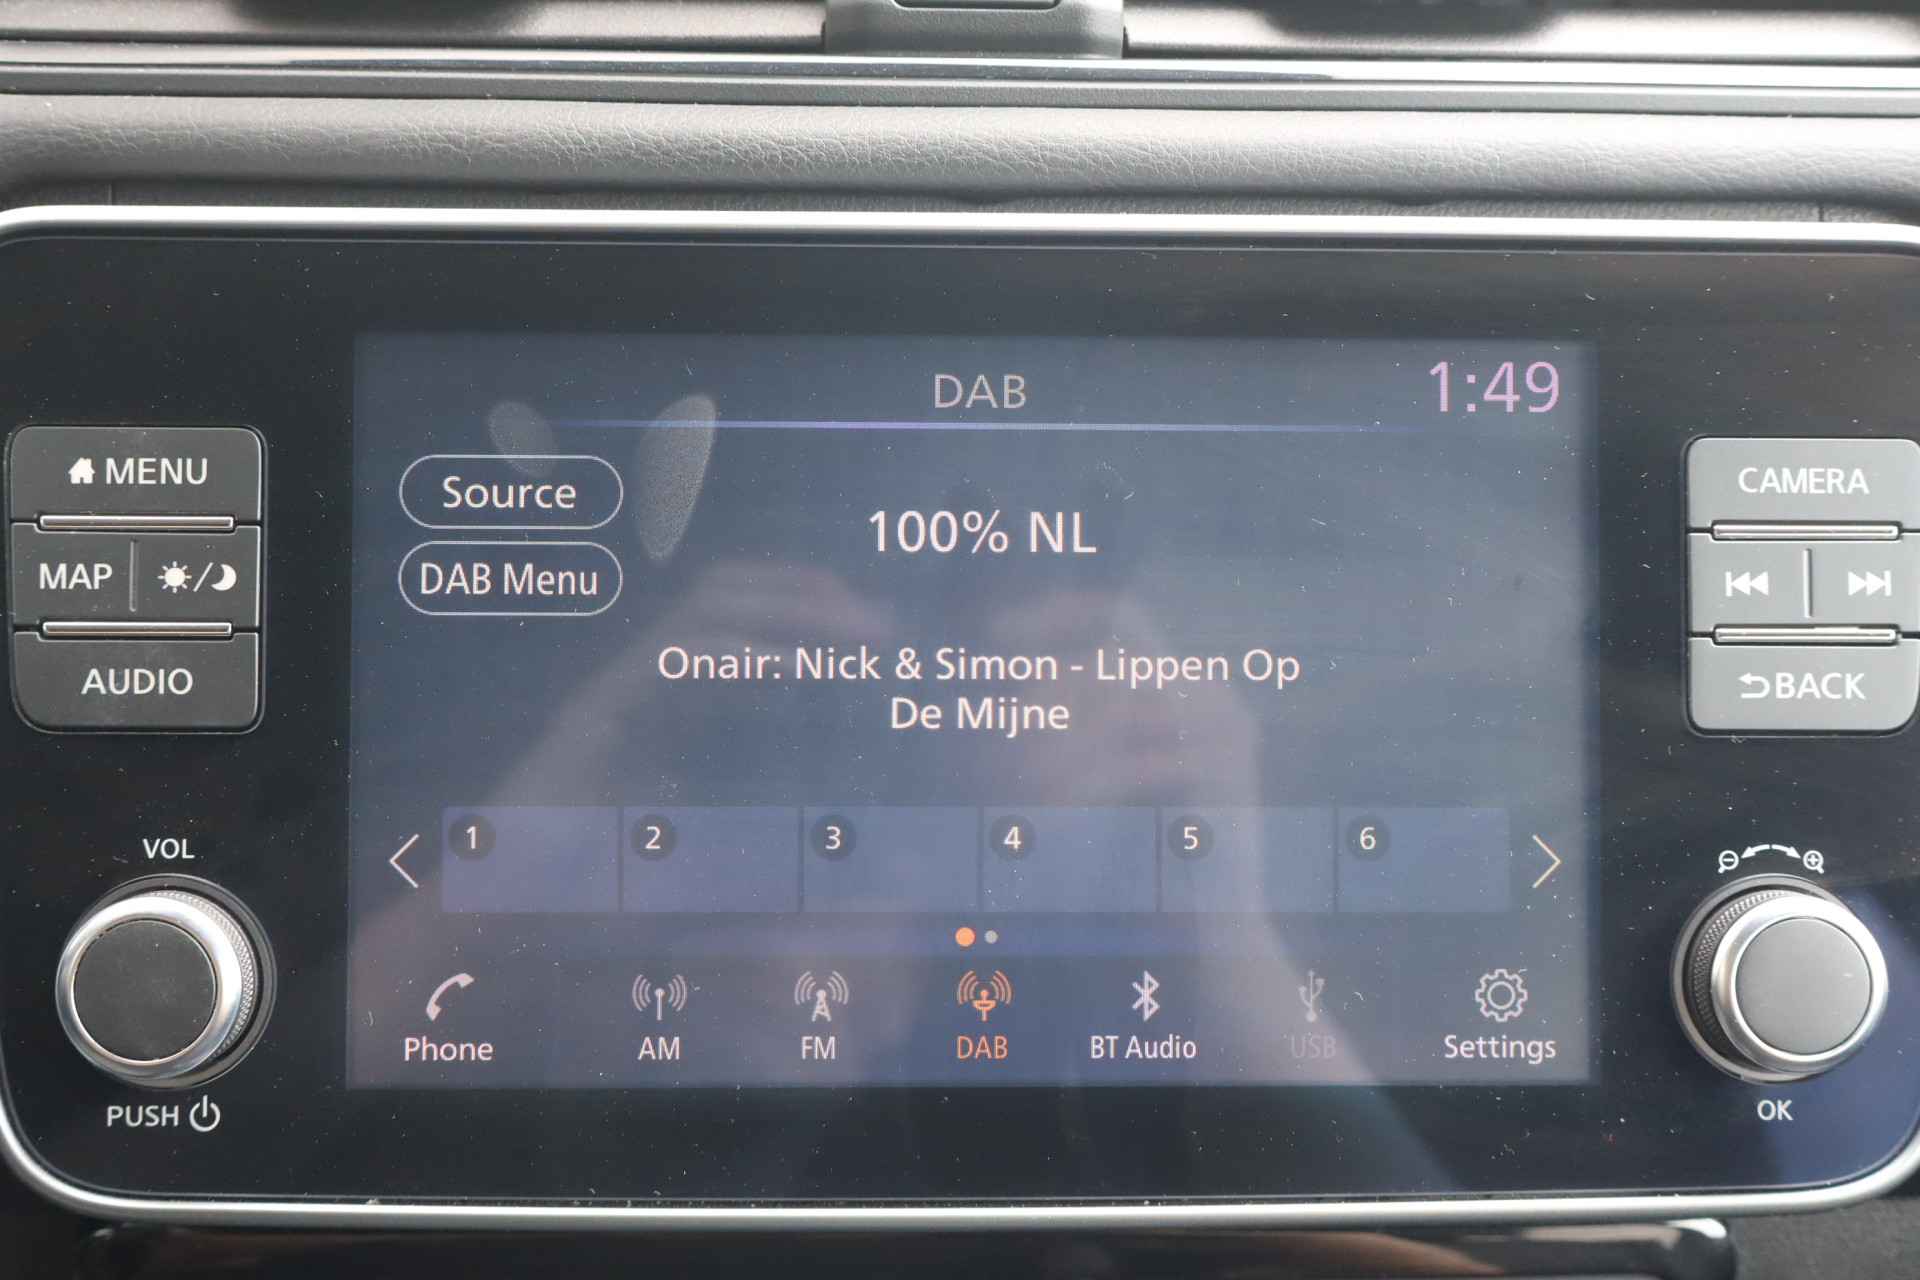 DAB
1:49
MENU
MAP
AUDIO
Source
DAB Menu
100% NL
Onair: Nick & Simon - Lippen Op
De Mijne
CAMERA
BACK
1 2 3 4 5 6
VOL
PUSH
Phone AM FM DAB BT Audio USB Settings
OK